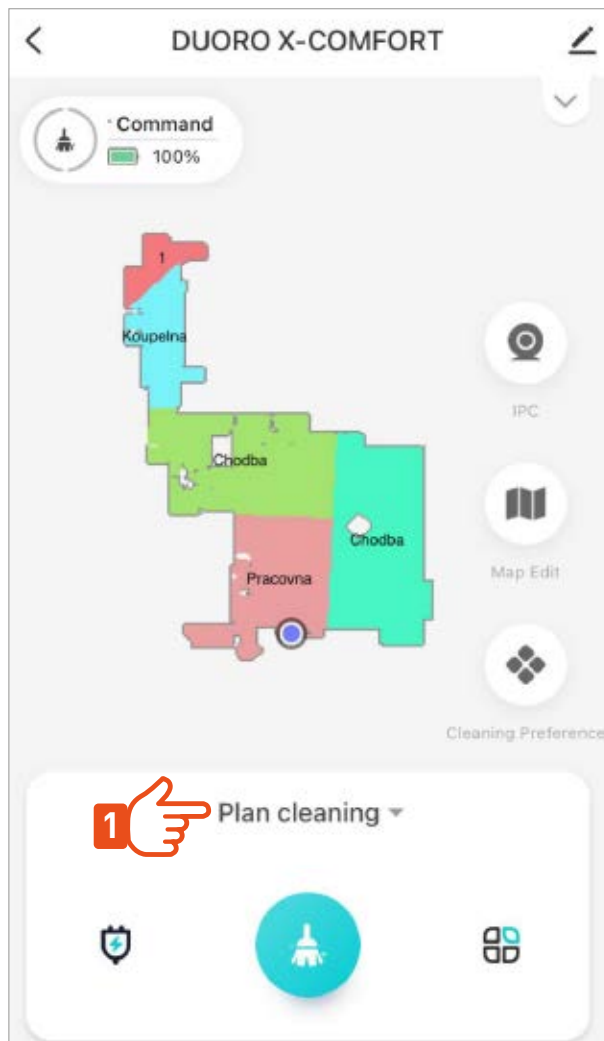 DUORO X-COMFORT
Command
100%
1
Koupelna
IPC
Chodba
Chodba
Map Edit
Pracovna
Cleaning Preference
1
Plan cleaning